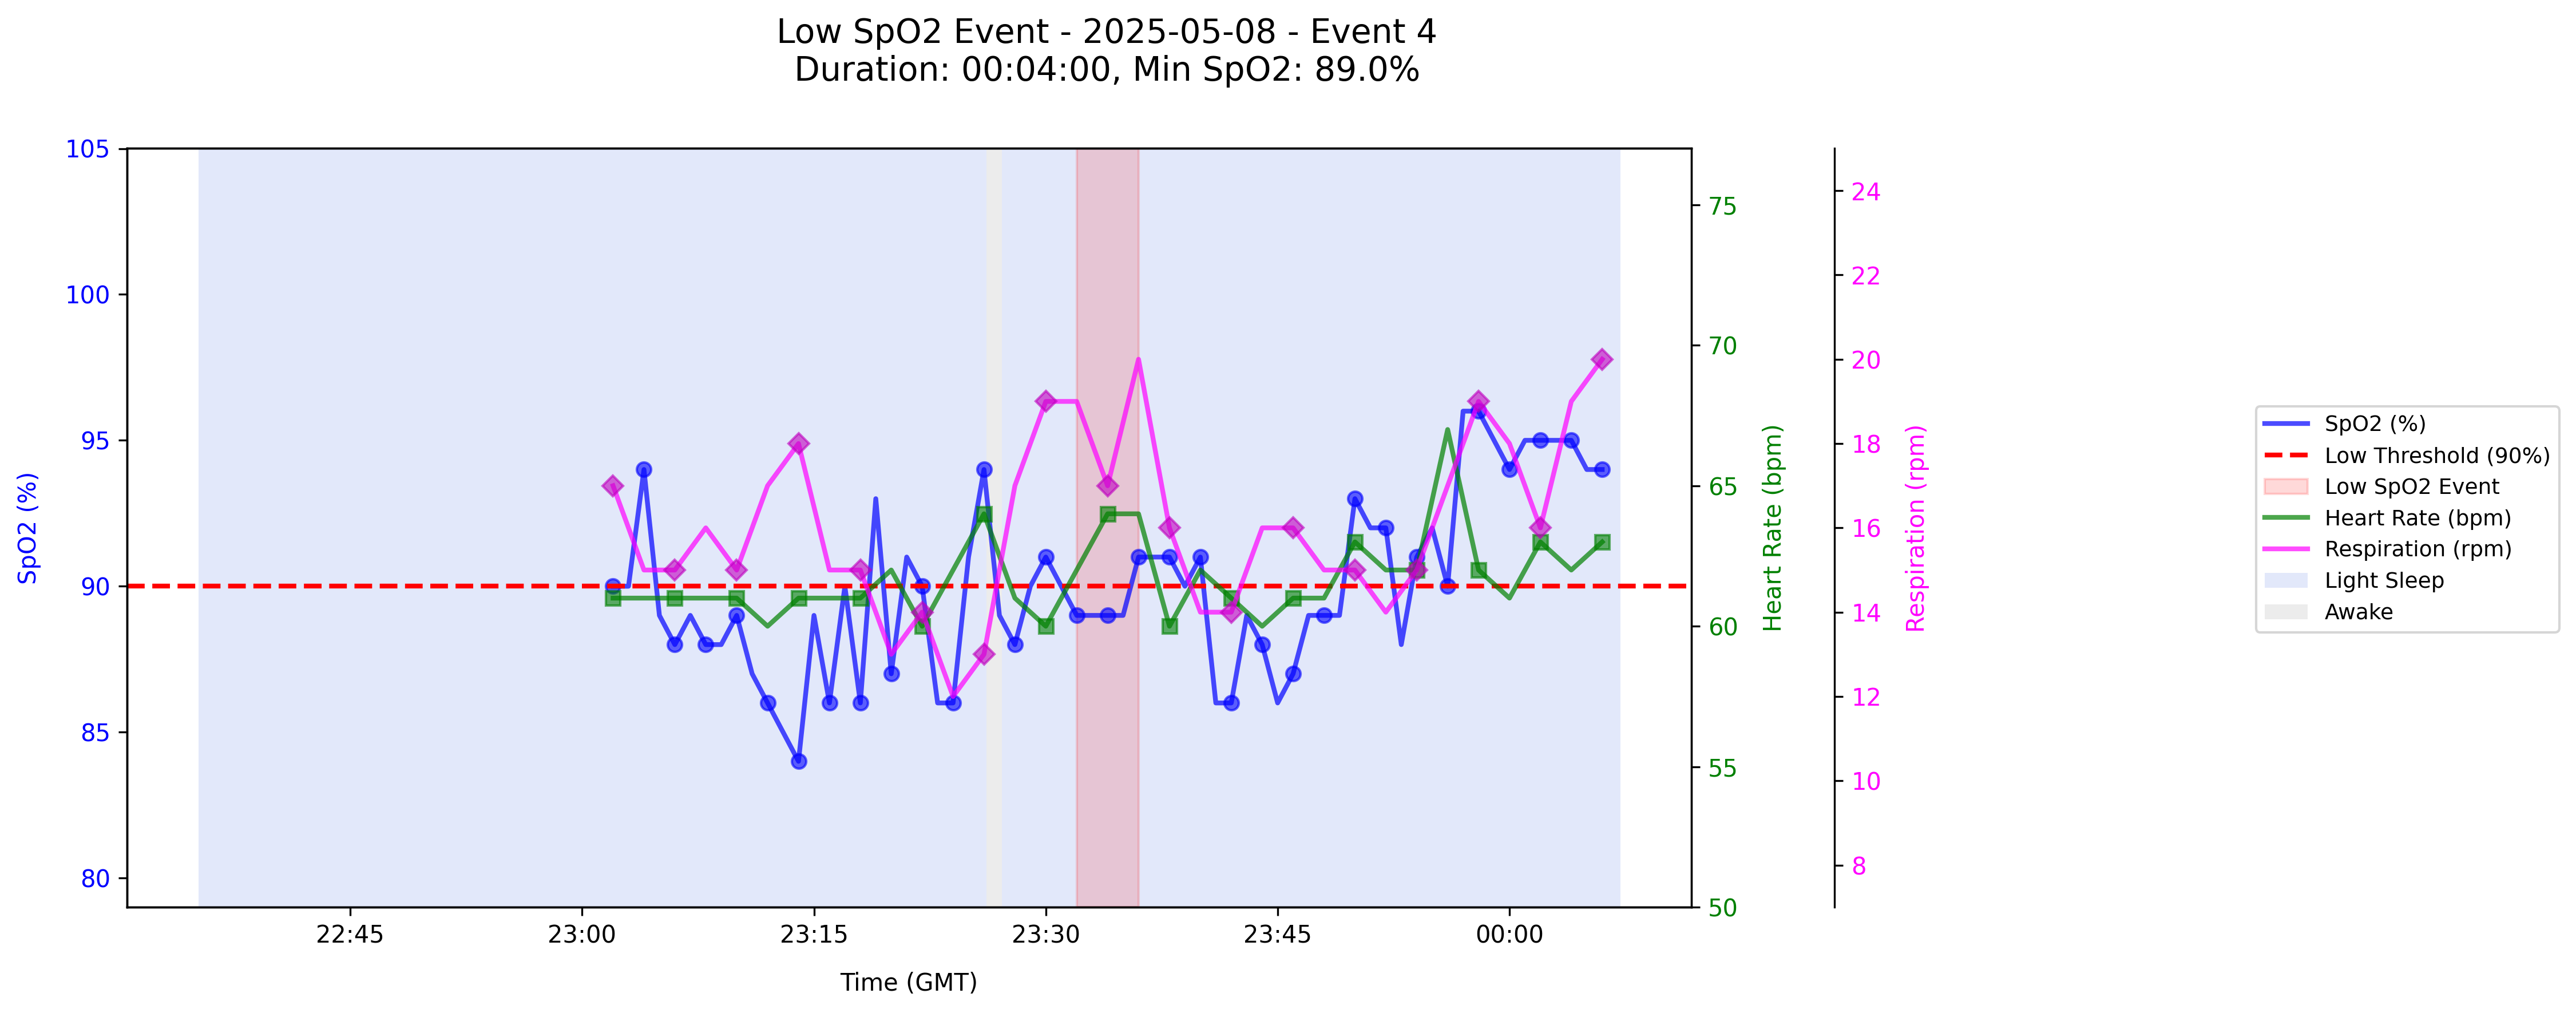 Low SpO2 Event - 2025-05-08 - Event 4
Duration: 00:04:00, Min SpO2: 89.0%
105
100
95
90
85
80
SpO2 (%)
22:45
23:00
23:15
23:30
23:45
00:00
Time (GMT)
75
70
65
60
55
50
Heart Rate (bpm)
24
22
20
18
16
14
12
10
8
Respiration (rpm)
SpO2 (%)
Low Threshold (90%)
Low SpO2 Event
Heart Rate (bpm)
Respiration (rpm)
Light Sleep
Awake